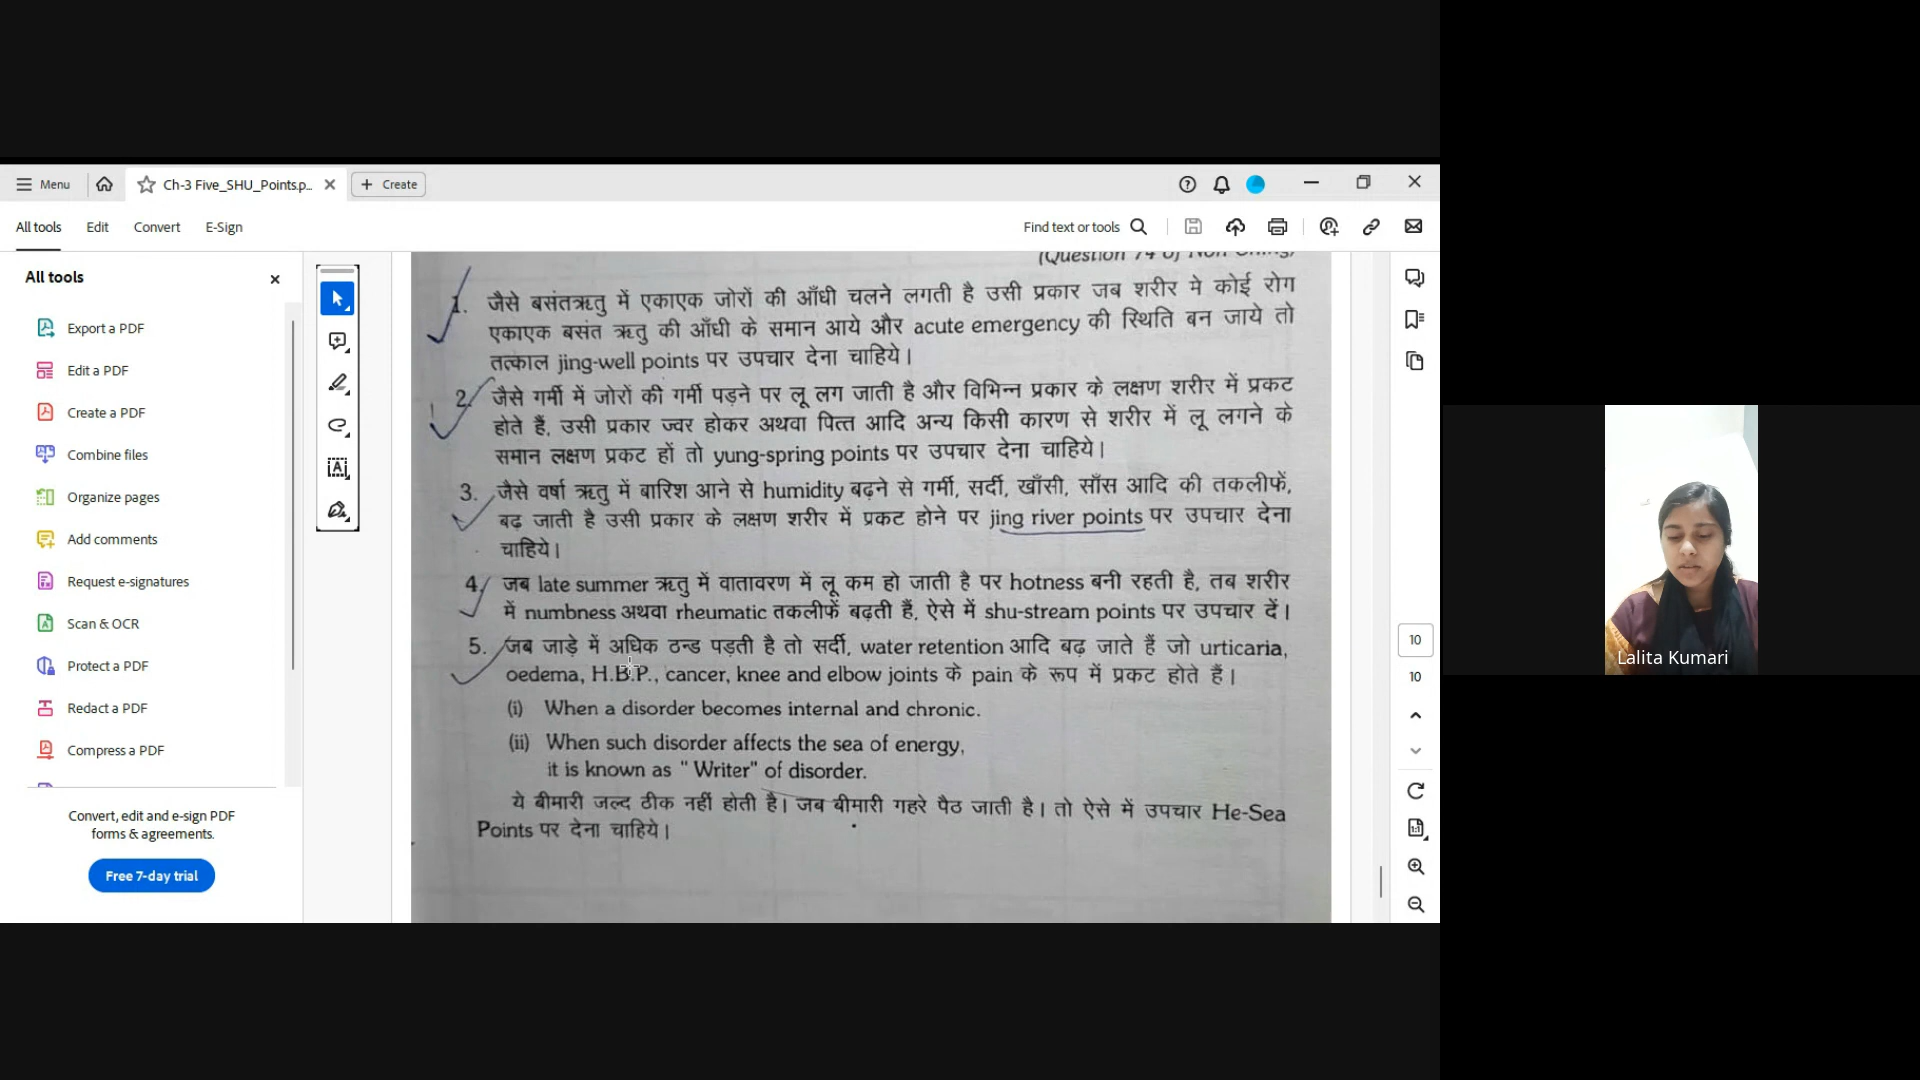 Menu
Ch-3 Five_SHU_Points.p...
Create
All tools
Edit
Convert
E-Sign
Find text or tools
All tools
Export a PDF
Edit a PDF
Create a PDF
Combine files
Organize pages
Add comments
Request e-signatures
Scan & OCR
Protect a PDF
Redact a PDF
Compress a PDF
Convert, edit and e-sign PDF
forms & agreements.
Free 7-day trial
(Question 74 of
1. जैसे बसंतऋतु में एकाएक जोरों की आँधी चलने लगती है उसी प्रकार जब शरीर मे कोई रोग
एकाएक बसंत ऋतु की आँधी के समान आये और acute emergency की स्थिति बन जाये तो
तत्काल jing-well points पर उपचार देना चाहिये।
2. जैसे गर्मी में जोरों की गर्मी पड़ने पर लू लग जाती है और विभिन्न प्रकार के लक्षण शरीर में प्रकट
होते हैं, उसी प्रकार ज्वर होकर अथवा पित्त आदि अन्य किसी कारण से शरीर में लू लगने के
समान लक्षण प्रकट हों तो yung-spring points पर उपचार देना चाहिये।
3. जैसे वर्षा ऋतु में बारिश आने से humidity बढ़ने से गर्मी, सर्दी, खाँसी, साँस आदि की तकलीफें,
बढ़ जाती है उसी प्रकार के लक्षण शरीर में प्रकट होने पर jing river points पर उपचार देना
चाहिये।
4. जब late summer ऋतु में वातावरण में लू कम हो जाती है पर hotness बनी रहती है, तब शरीर
में numbness अथवा rheumatic तकलीफें बढ़ती हैं, ऐसे में shu-stream points पर उपचार दें।
5. जब जाड़े में अधिक ठन्ड पड़ती है तो सर्दी, water retention आदि बढ़ जाते हैं जो urticaria,
oedema, H.B.P., cancer, knee and elbow joints के pain के रूप में प्रकट होते हैं।
(i) When a disorder becomes internal and chronic.
(ii) When such disorder affects the sea of energy,
it is known as " Writer" of disorder.
ये बीमारी जल्द ठीक नहीं होती है। जब बीमारी गहरे पैठ जाती है। तो ऐसे में उपचार He-Sea
Points पर देना चाहिये।
10
10
Lalita Kumari